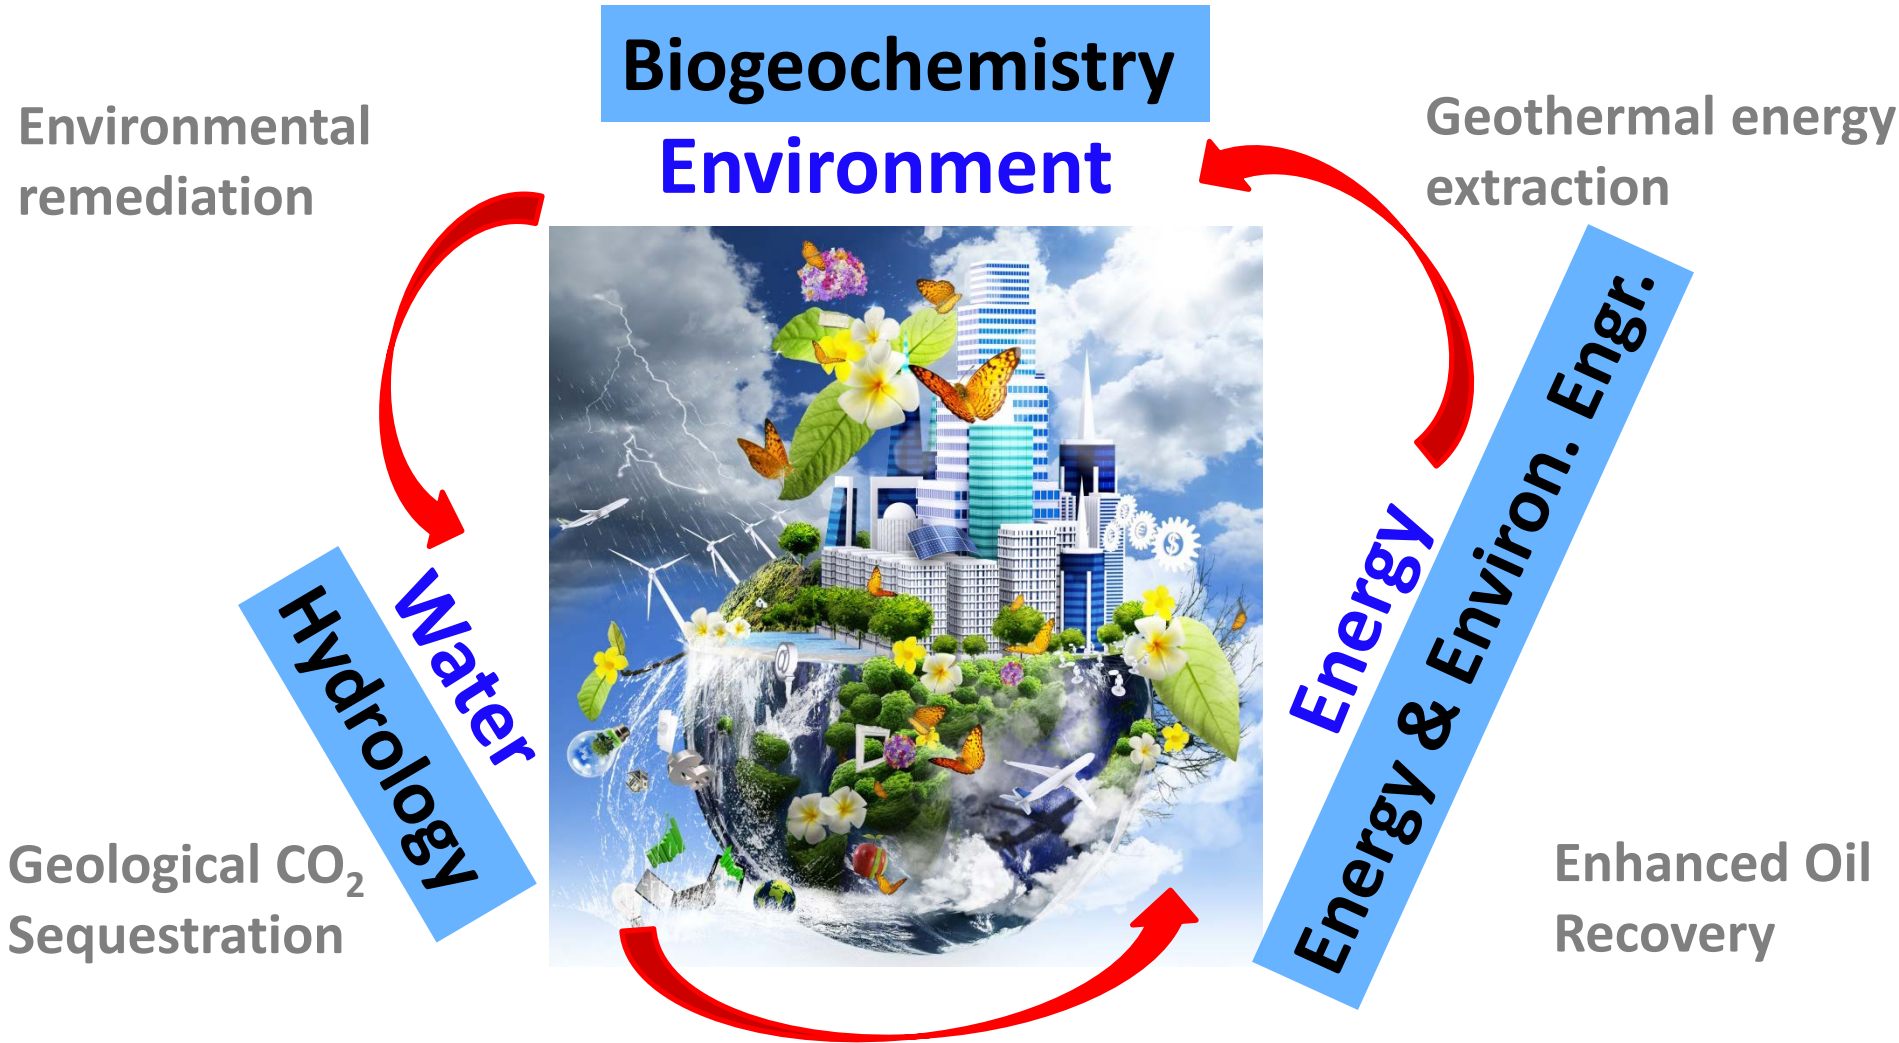 Biogeochemistry
Environment
Environmental
remediation
Geothermal energy
extraction
Water
Hydrology
Energy
Energy & Environ. Engr.
$
@
Geological CO₂
Sequestration
Enhanced Oil
Recovery